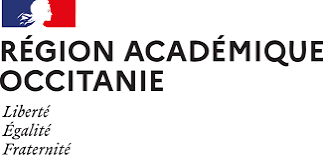 RÉGION ACADÉMIQUE
OCCITANIE
Liberté
Égalité
Fraternité